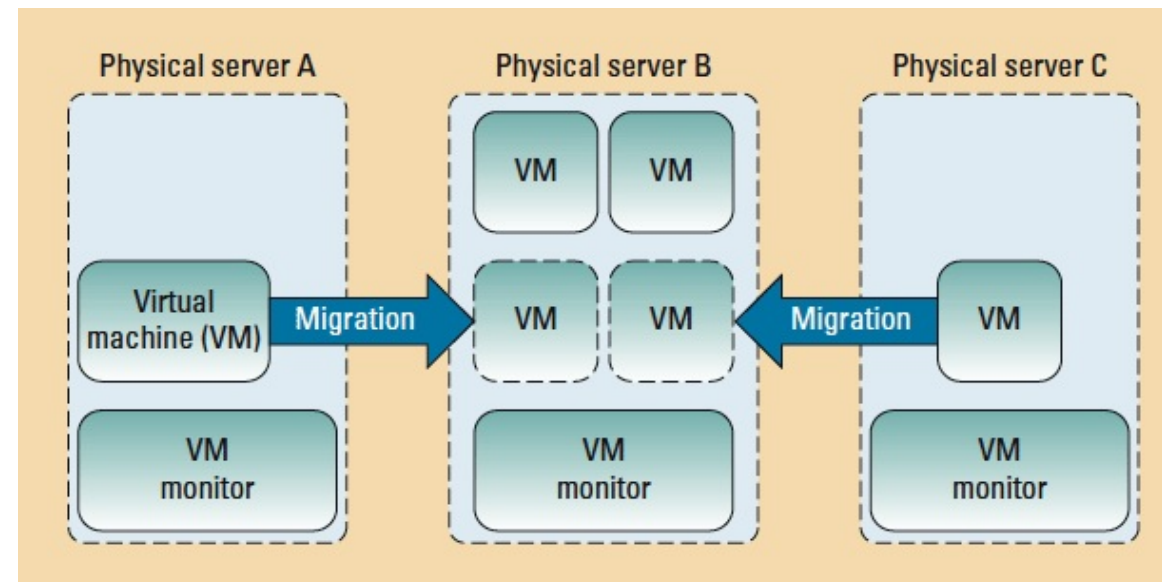 Physical server A
Physical server B
Physical server C
VM
VM
Virtual
machine (VM)
Migration
VM
VM
Migration
VM
VM
monitor
VM
monitor
VM
monitor